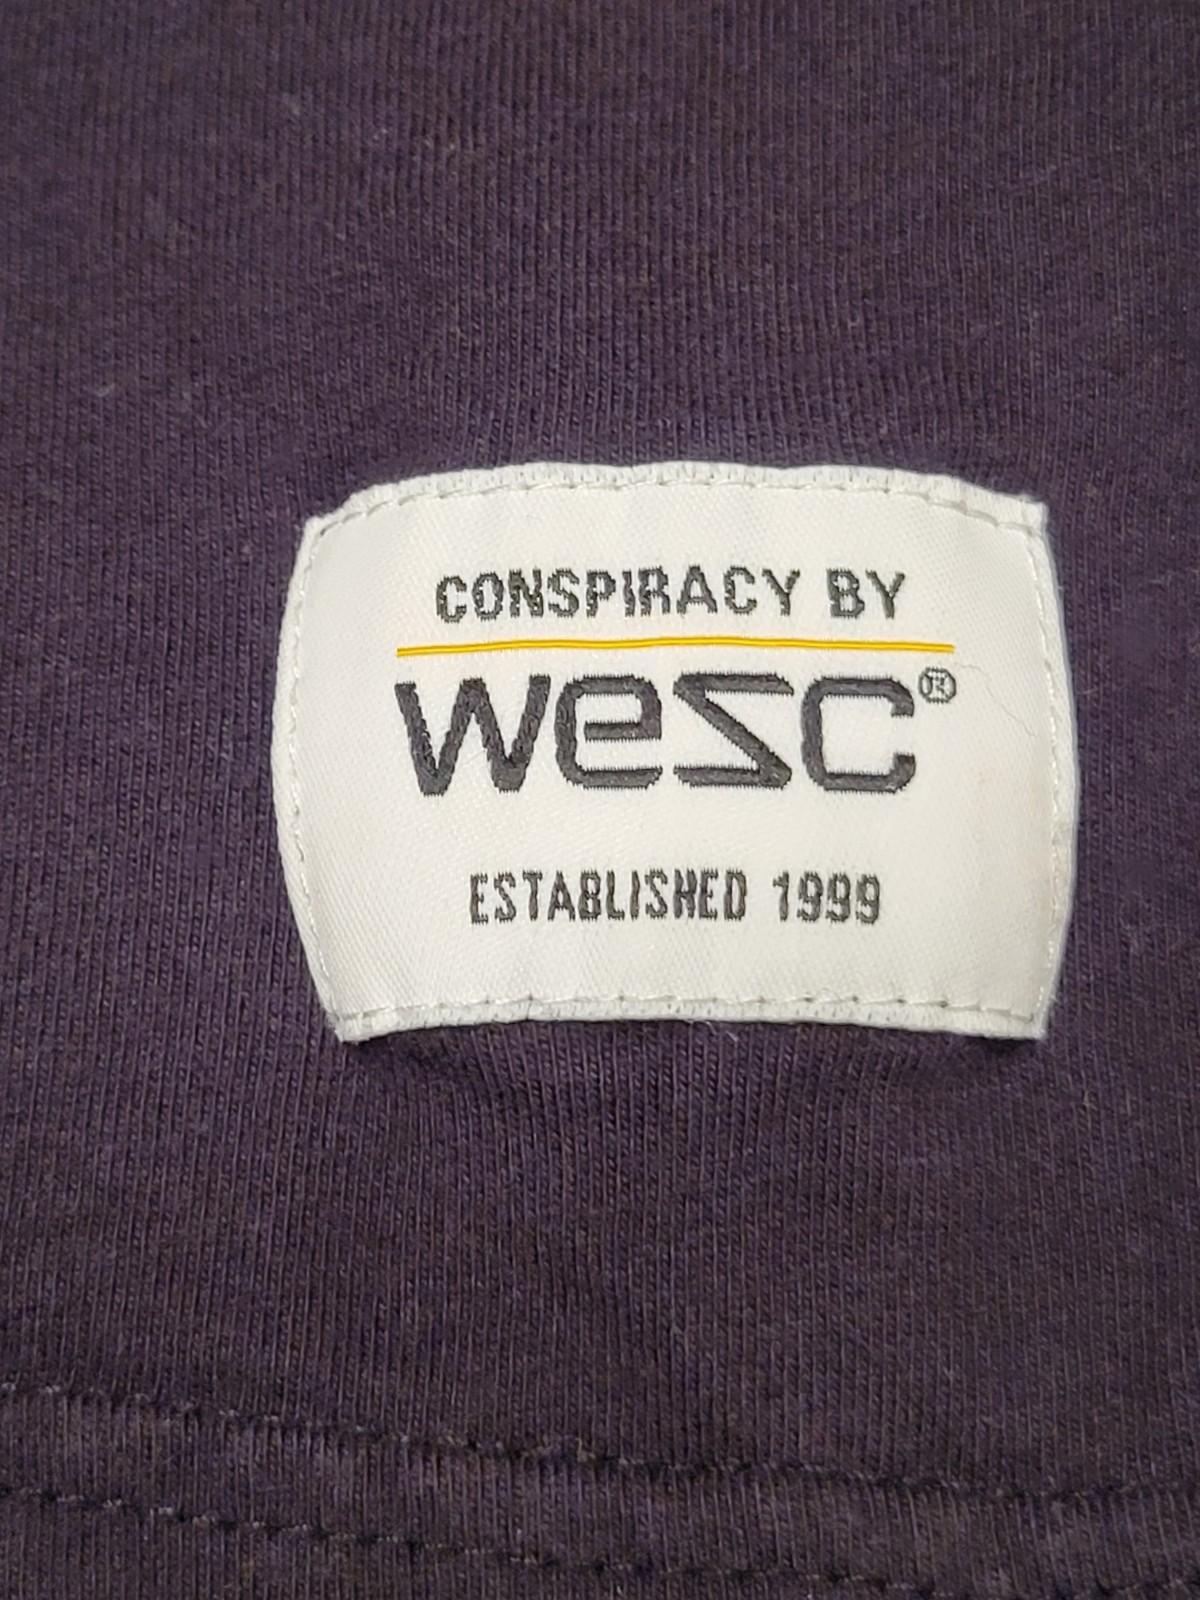 CONSPIRACY BY
wesc®
ESTABLISHED 1999